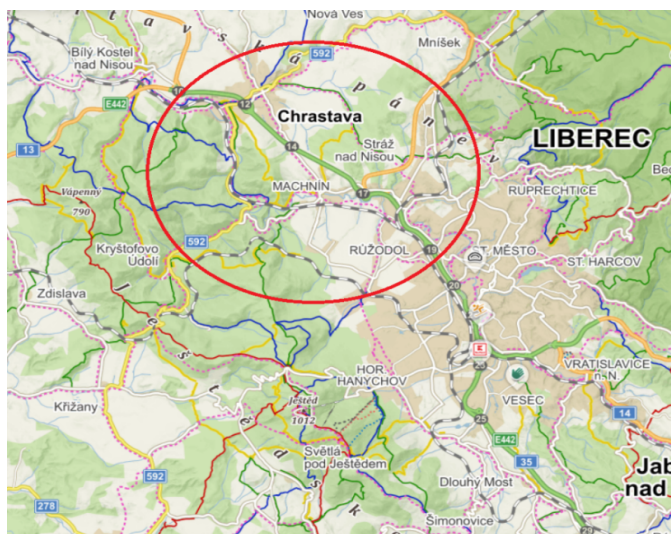 Nová Ves
Mníšek
Bílý Kostel
nad Nisou
592
E442
10
12
Chrastava
Stráž
nad Nisou
14
LIBEREC
13
MACHNÍN
17
RUPRECHTICE
Vápenný
790
592
Kryštofovo
Údolí
RŮŽODOL
19
ST. MĚSTO
ST. HARCOV
20
Zdislava
HOR
HANYCHOV
VRATISLAVICE
n. N.
VESEC
Křižany
Ještěd
1012
14
25
E442
Světlá
pod Ještědem
35
592
278
Dlouhý Most
Jab
nad
Šimonovice